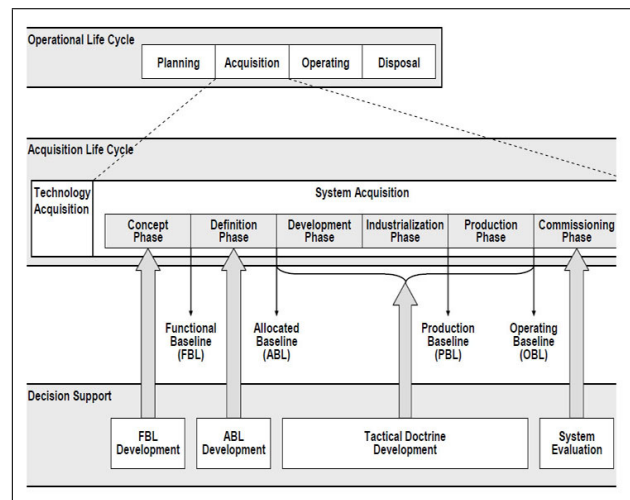 Operational Life Cycle
Planning
Acquisition
Operating
Disposal
Acquisition Life Cycle
Technology
Acquisition
System Acquisition
Concept
Phase
Definition
Phase
Development
Phase
Industrialization
Phase
Production
Phase
Commissioning
Phase
Functional
Baseline
(FBL)
Allocated
Baseline
(ABL)
Production
Baseline
(PBL)
Operating
Baseline
(OBL)
Decision Support
FBL
Development
ABL
Development
Tactical Doctrine
Development
System
Evaluation